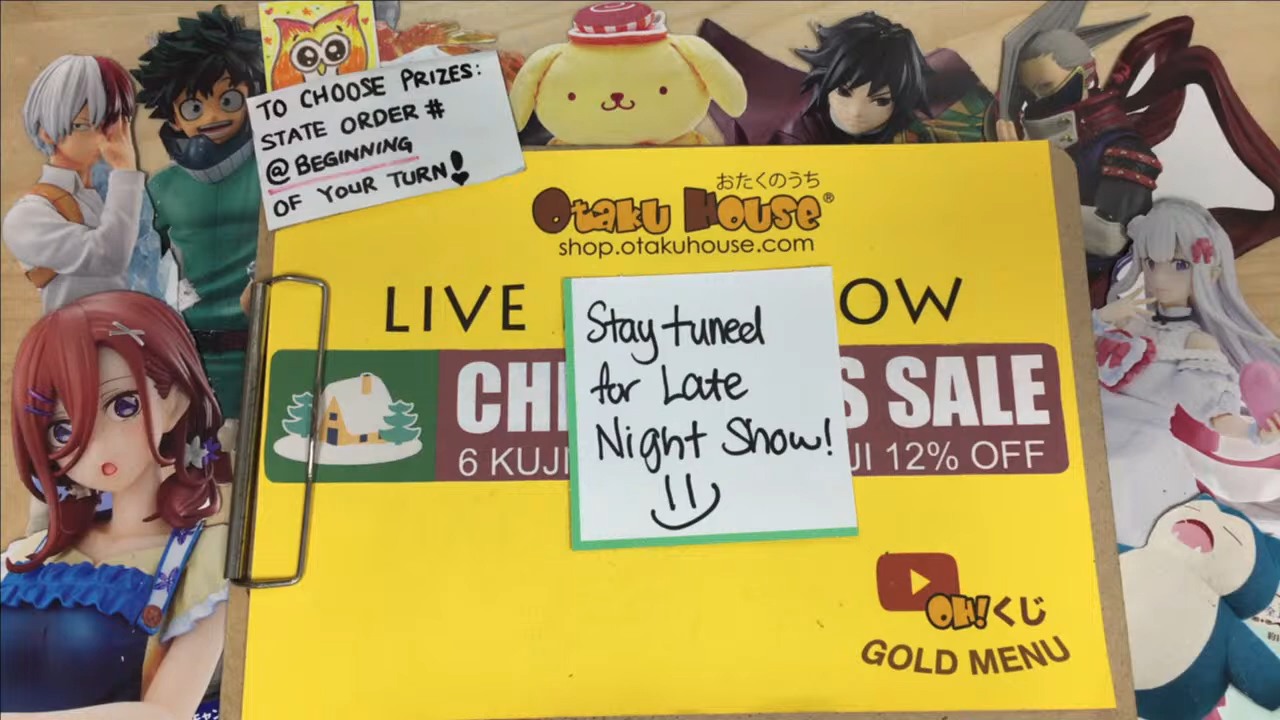 TO CHOOSE PRIZES:
STATE ORDER #
@BEGINNING
OF YOUR TURN!
おたくのうち
Otaku House®
shop.otakuhouse.com
LIVE OW
Stay tuned
for Late
Night Show!
CH S SALE
6 KUJI JI 12% OFF
OH!くじ
GOLD MENU